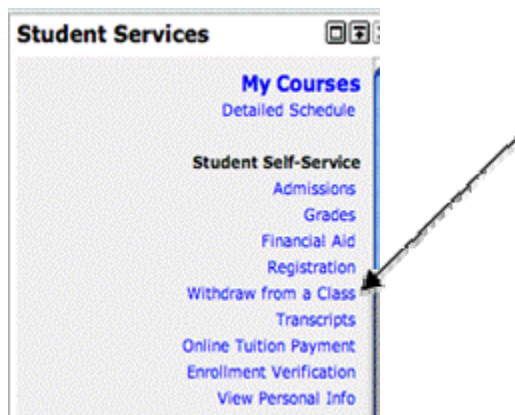 Student Services
My Courses
Detailed Schedule
Student Self-Service
Admissions
Grades
Financial Aid
Registration
Withdraw from a Class
Transcripts
Online Tuition Payment
Enrollment Verification
View Personal Info